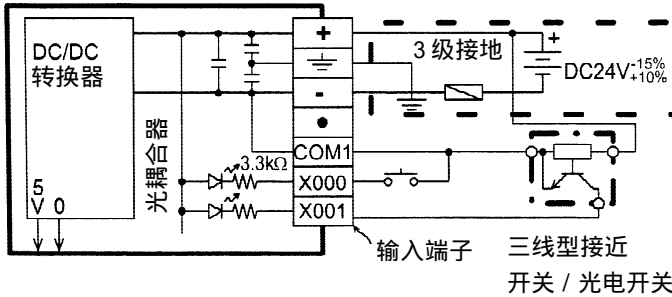 DC/DC
转换器
5
V 0
光耦合器
3.3kΩ
+
-
●
COM1
X000
X001
3 级接地
+
DC24V-15%+10%
输入端子
三线型接近
开关 / 光电开关